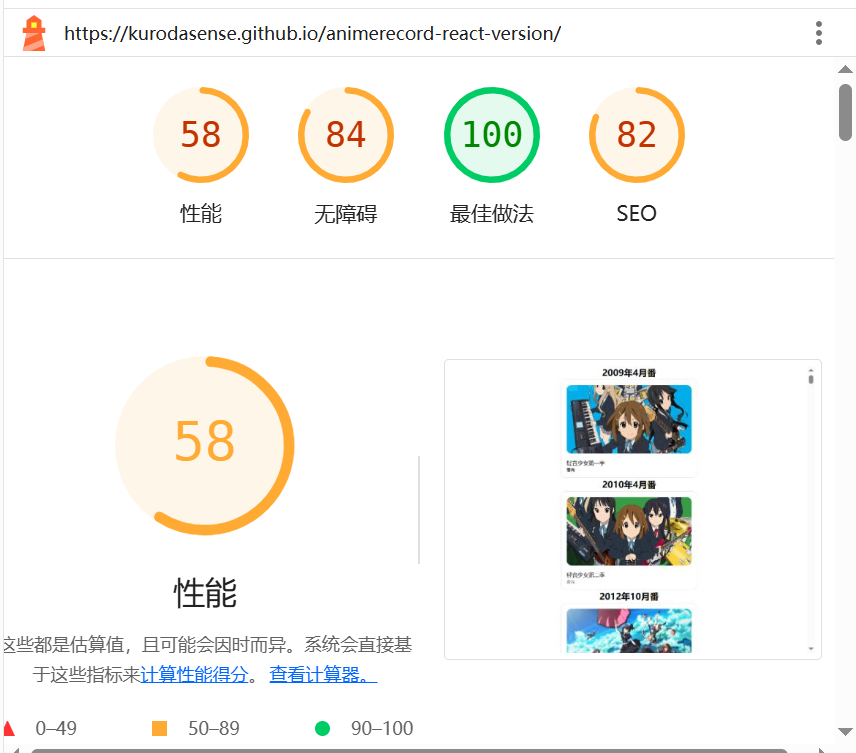 https://kurodasense.github.io/animerecord-react-version/
58 84 100 82
性能 无障碍 最佳做法 SEO
58
性能
这些都是估算值，且可能会因时而异。系统会直接基
于这些指标来计算性能得分。查看计算器。
0–49 50–89 90–100
2009年4月番
轻音少女第一季
2010年4月番
轻音少女第二季
2012年10月番